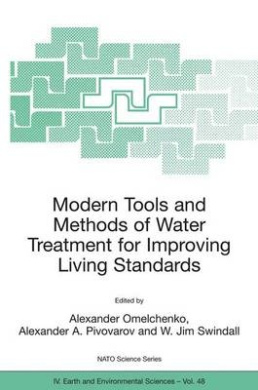 Modern Tools and
Methods of Water
Treatment for Improving
Living Standards
Edited by
Alexander Omelchenko,
Alexander A. Pivovarov and W. Jim Swindall
NATO Science Series
IV. Earth and Environmental Sciences – Vol. 48